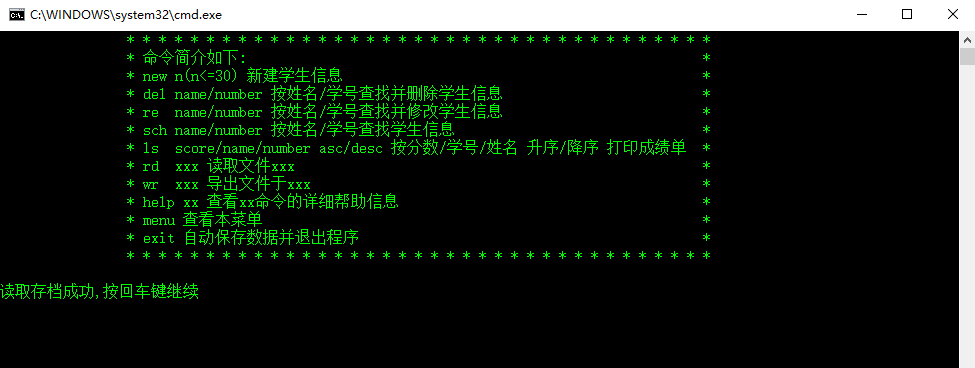 C:\WINDOWS\system32\cmd.exe
* * * * * * * * * * * * * * * * * * * * * * * * * * * * * * * * * * * * *
* 命令简介如下: *
* new n(n<=30) 新建学生信息 *
* del name/number 按姓名/学号查找并删除学生信息 *
* re  name/number 按姓名/学号查找并修改学生信息 *
* sch name/number 按姓名/学号查找学生信息 *
* ls  score/name/number asc/desc 按分数/学号/姓名 升序/降序 打印成绩单 *
* rd  xxx 读取文件xxx *
* wr  xxx 导出文件于xxx *
* help xx 查看xx命令的详细帮助信息 *
* menu 查看本菜单 *
* exit 自动保存数据并退出程序 *
* * * * * * * * * * * * * * * * * * * * * * * * * * * * * * * * * * * * *
读取存档成功,按回车键继续